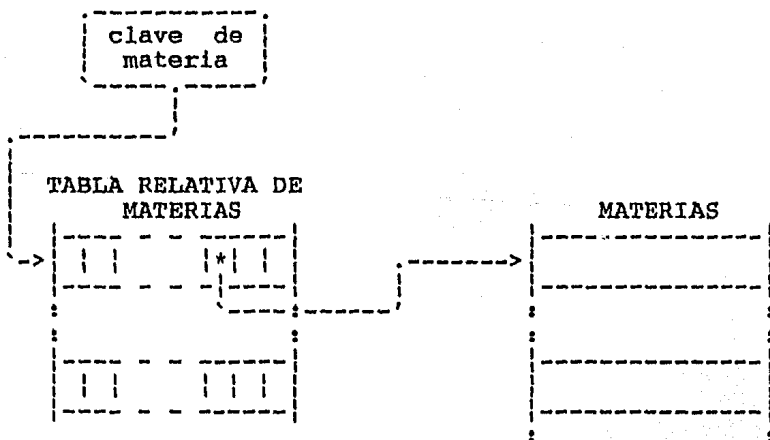 clave de
materia
TABLA RELATIVA DE
MATERIAS
MATERIAS
*